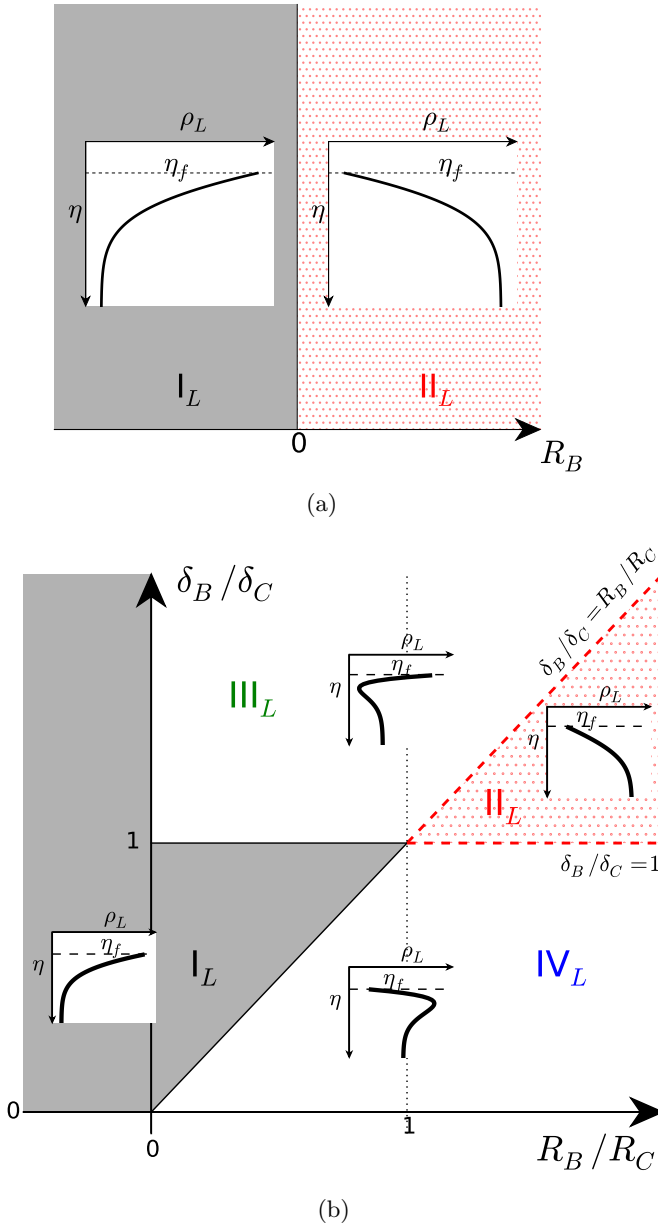 ρ_L ρ_L
η_f η_f
η η
I_L II_L
0
R_B
(a)
δ_B/δ_C
δ_B/δ_C=R_B/R_C
ρ_L
η_f
η
III_L
ρ_L
η_f
η
II_L
1
δ_B/δ_C=1
ρ_L
η_f
η
I_L
ρ_L
η_f
η
IV_L
0
0
1
R_B/R_C
(b)